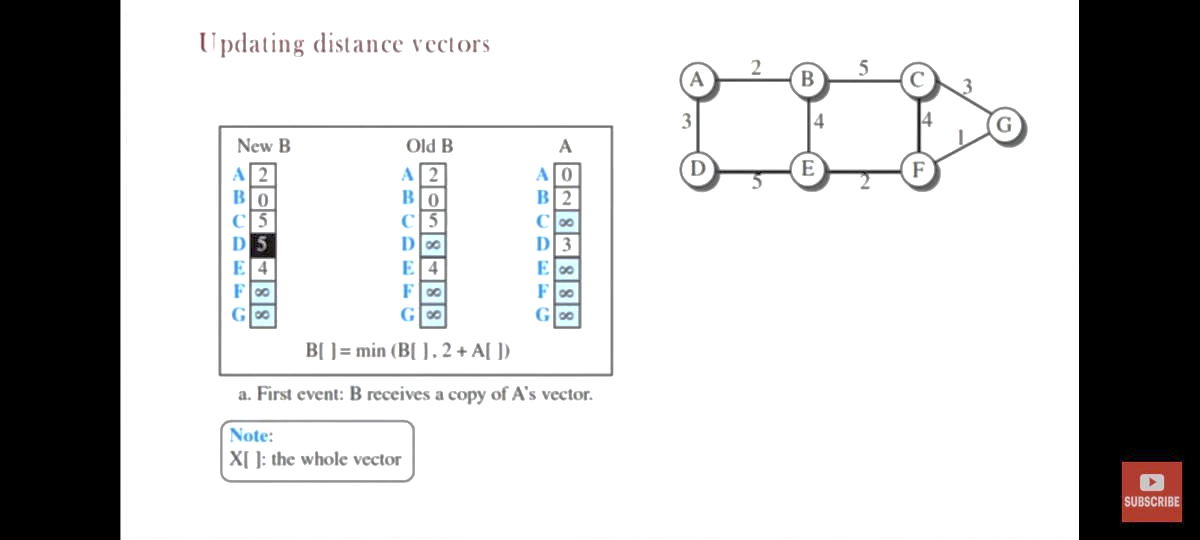 Updating distance vectors
New B Old B A
A 2 A 2 A 0
B 0 B 0 B 2
C 5 C 5 C ∞
D 5 D ∞ D 3
E 4 E 4 E ∞
F ∞ F ∞ F ∞
G ∞ G ∞ G ∞
B[ ] = min (B[ ], 2 + A[ ])
a. First event: B receives a copy of A's vector.
Note:
X[ ]: the whole vector
2 5
A B C 3
3 4 4 1 G
D E F
5 2
SUBSCRIBE